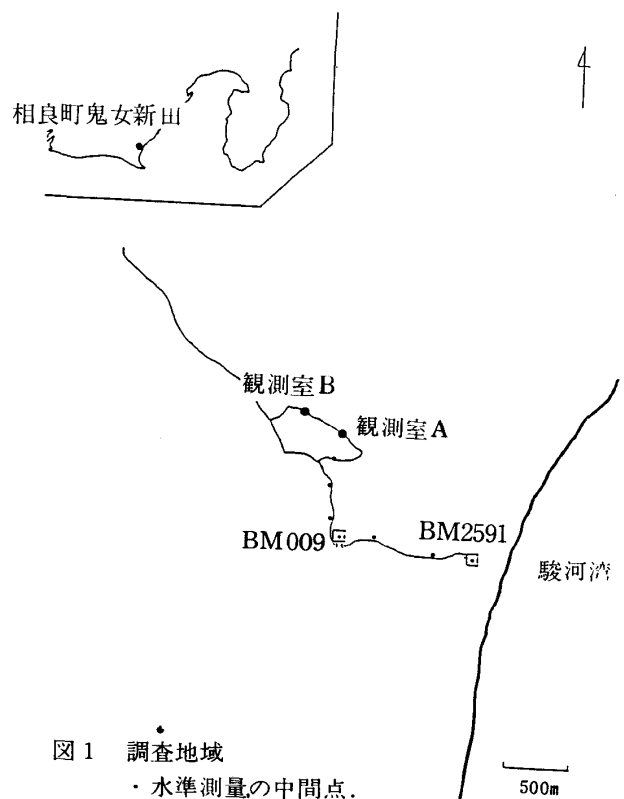 相良町鬼女新田
観測室B
観測室A
BM009
BM2591
駿河湾
図1 調査地域
・水準測量の中間点.
500m